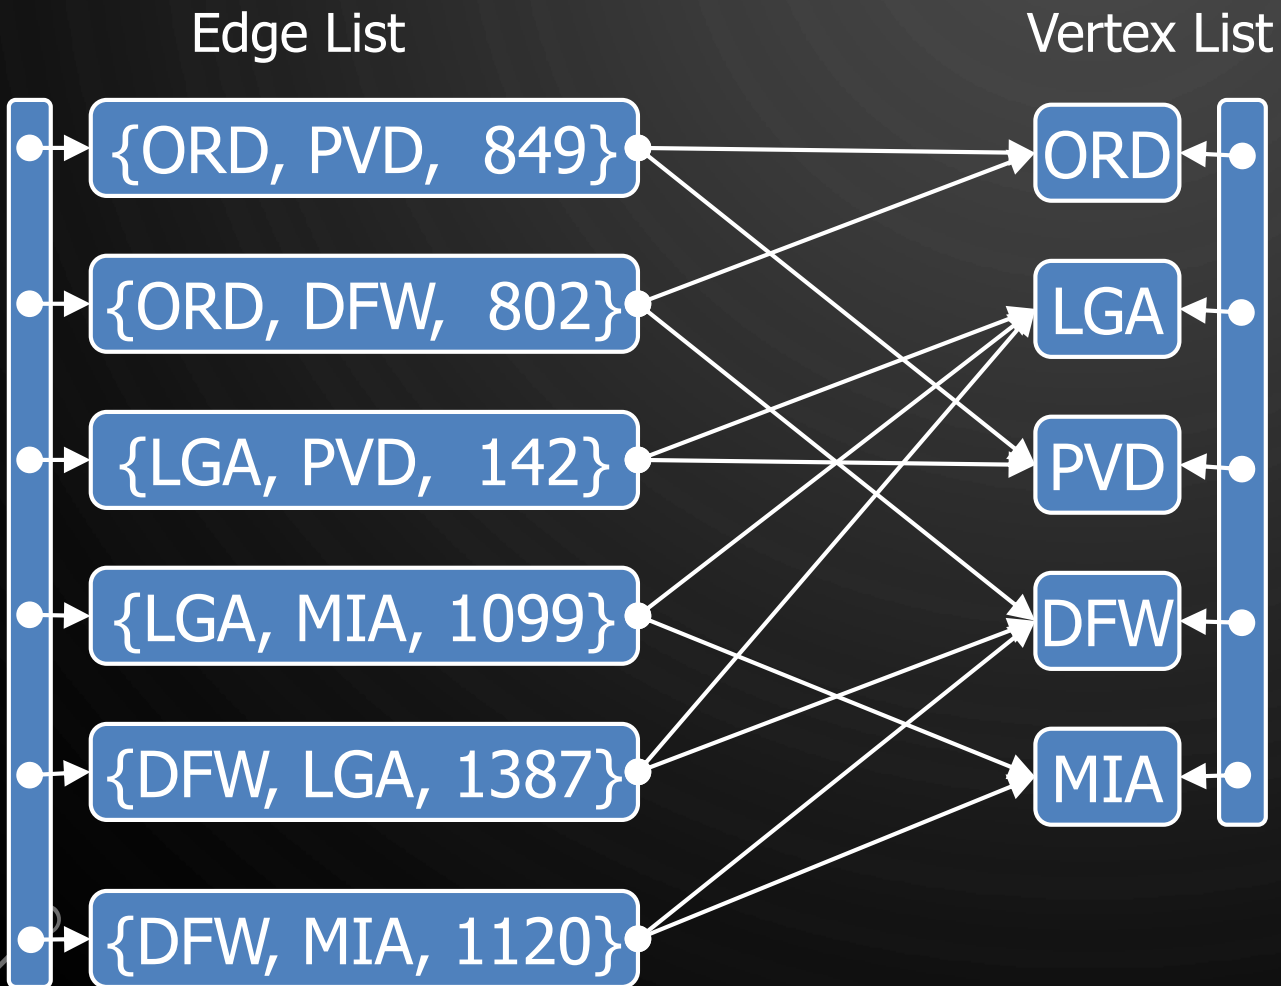 Edge List
Vertex List
{ORD, PVD, 849}
ORD
{ORD, DFW, 802}
LGA
{LGA, PVD, 142}
PVD
{LGA, MIA, 1099}
DFW
{DFW, LGA, 1387}
MIA
{DFW, MIA, 1120}